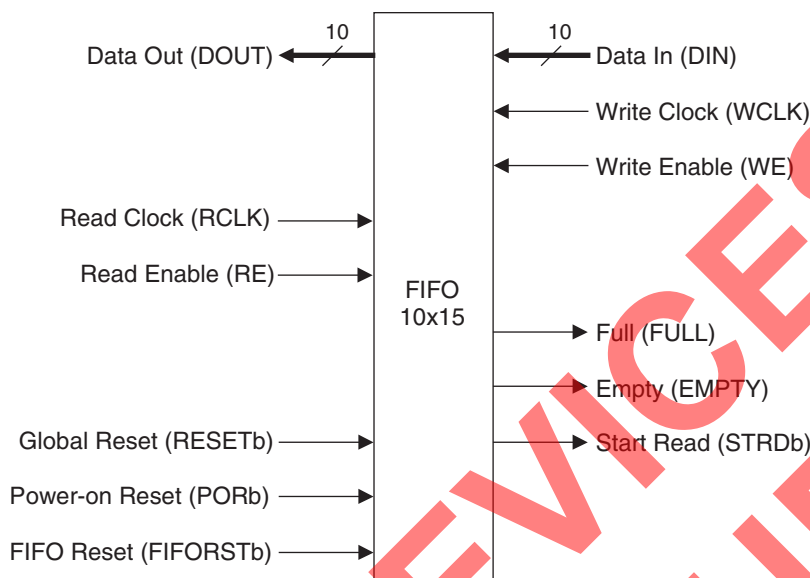 10
10
Data Out (DOUT)
Data In (DIN)
Write Clock (WCLK)
Write Enable (WE)
Read Clock (RCLK)
Read Enable (RE)
FIFO
10x15
Full (FULL)
Empty (EMPTY)
Global Reset (RESETb)
Start Read (STRDb)
Power-on Reset (PORb)
FIFO Reset (FIFORSTb)
DEVICES